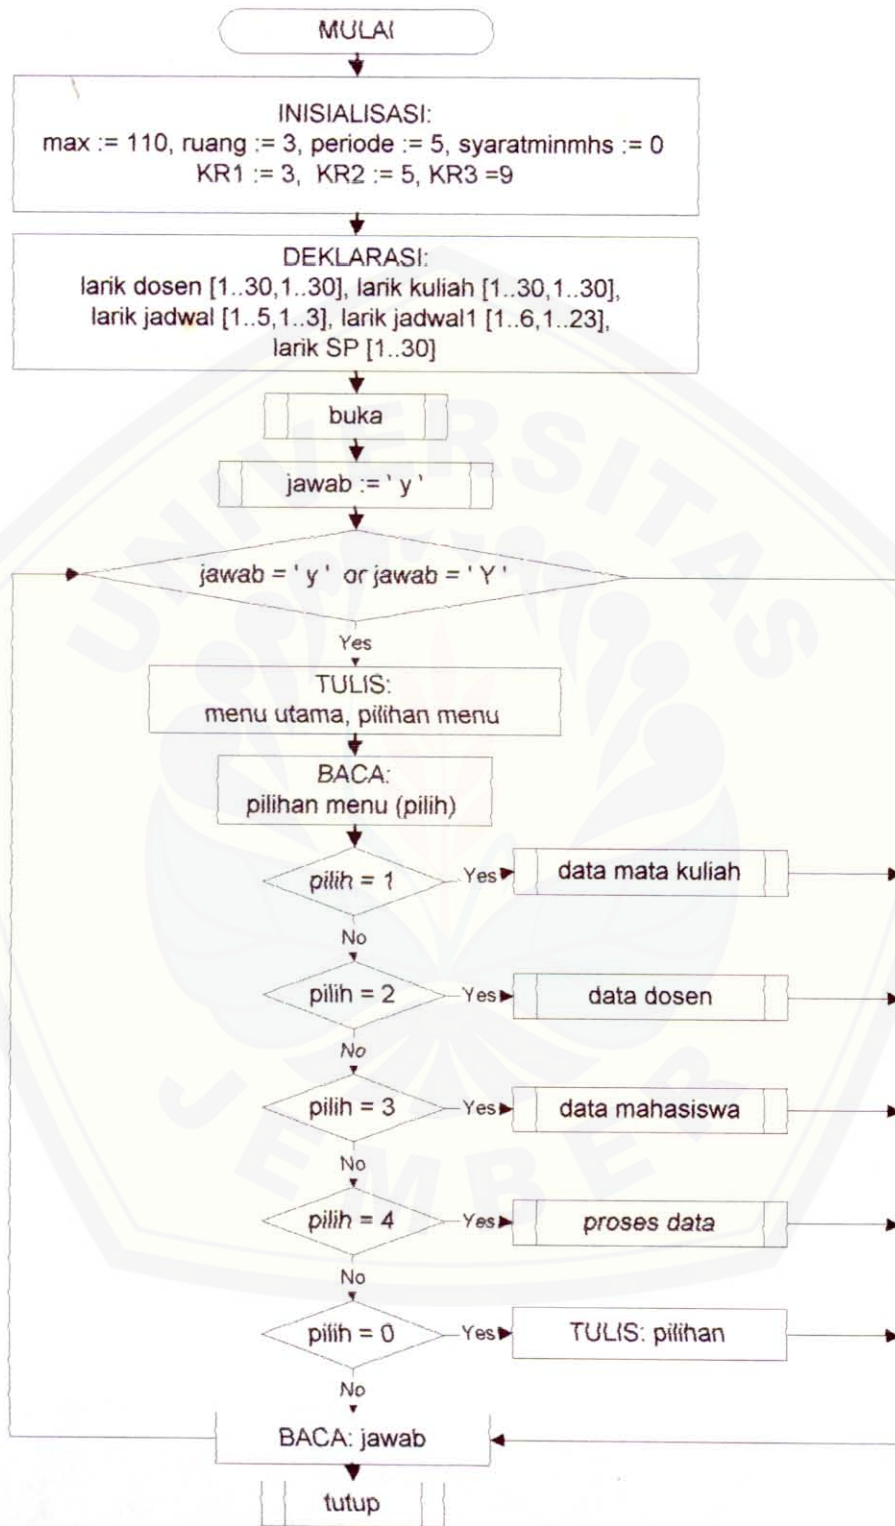 MULAI
INISIALISASI:
max := 110, ruang := 3, periode := 5, syaratminmhs := 0
KR1 := 3, KR2 := 5, KR3 =9
DEKLARASI:
larik dosen [1..30,1..30], larik kuliah [1..30,1..30],
larik jadwal [1..5,1..3], larik jadwal1 [1..6,1..23],
larik SP [1..30]
buka
jawab := ' y '
jawab = ' y ' or jawab = ' Y '
Yes
TULIS:
menu utama, pilihan menu
BACA:
pilihan menu (pilih)
pilih = 1
Yes
data mata kuliah
No
pilih = 2
Yes
data dosen
No
pilih = 3
Yes
data mahasiswa
No
pilih = 4
Yes
proses data
No
pilih = 0
Yes
TULIS: pilihan
No
BACA: jawab
tutup
UNIVERSITAS
JEMBER